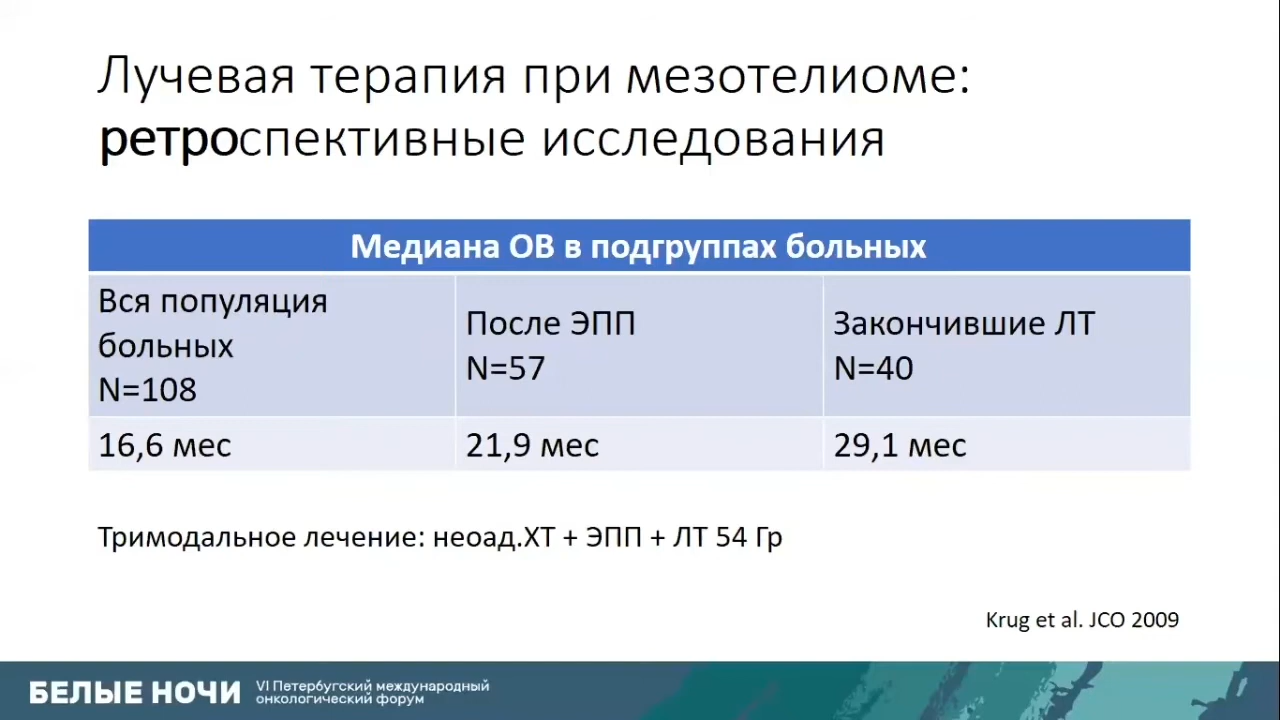 Лучевая терапия при мезотелиоме:
ретроспективные исследования
Медиана ОВ в подгруппах больных
Вся популяция
больных
N=108
После ЭПП
N=57
Закончившие ЛТ
N=40
16,6 мес
21,9 мес
29,1 мес
Тримодальное лечение: неоад.ХТ + ЭПП + ЛТ 54 Гр
Krug et al. JCO 2009
БЕЛЫЕ НОЧИ
VI Петербургский международный
онкологический форум